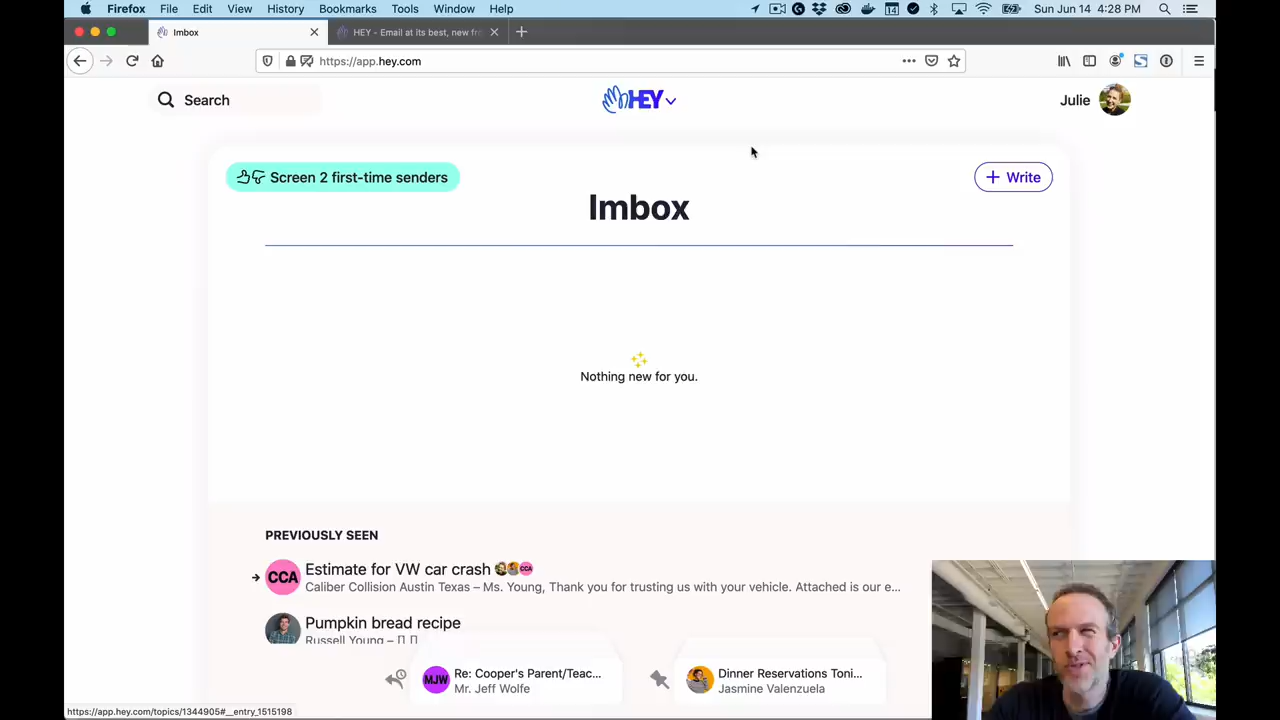 Firefox File Edit View History Bookmarks Tools Window Help 14 Sun Jun 14 4:28 PM
Imbox
HEY - Email at its best, new fr
https://app.hey.com
Search
HEY
Julie
Screen 2 first-time senders
Write
Imbox
Nothing new for you.
PREVIOUSLY SEEN
CCA
Estimate for VW car crash
CCA
Caliber Collision Austin Texas – Ms. Young, Thank you for trusting us with your vehicle. Attached is our e...
Pumpkin bread recipe
Russell Young –
MJW
Re: Cooper's Parent/Teac...
Mr. Jeff Wolfe
Dinner Reservations Toni...
Jasmine Valenzuela
https://app.hey.com/topics/1344905#__entry_1515198